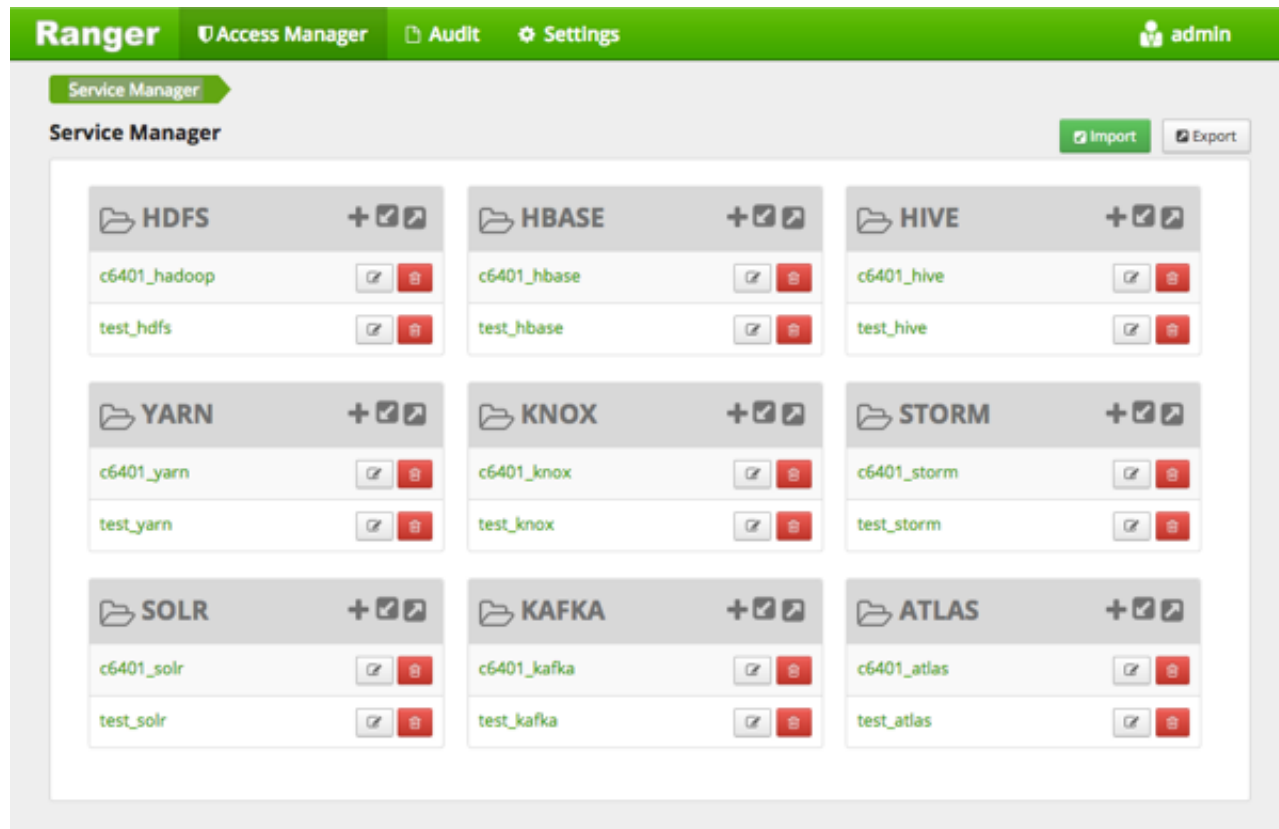 Ranger Access Manager Audit Settings admin
Service Manager
Service Manager Import Export
HDFS HBASE HIVE
c6401_hadoop c6401_hbase c6401_hive
test_hdfs test_hbase test_hive
YARN KNOX STORM
c6401_yarn c6401_knox c6401_storm
test_yarn test_knox test_storm
SOLR KAFKA ATLAS
c6401_solr c6401_kafka c6401_atlas
test_solr test_kafka test_atlas